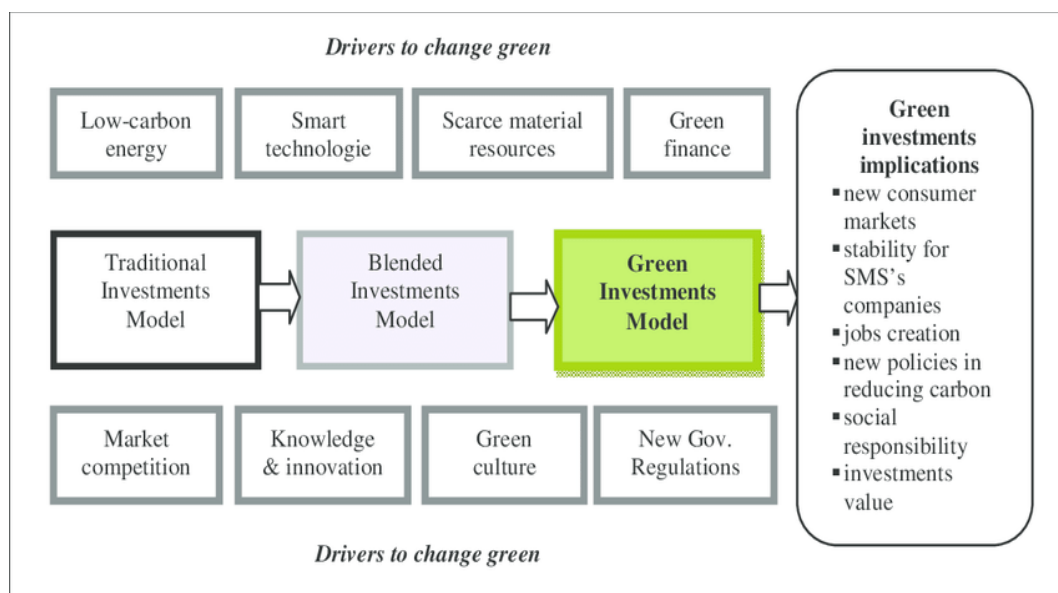 Drivers to change green
Low-carbon
energy
Smart
technologie
Scarce material
resources
Green
finance
Traditional
Investments
Model
Blended
Investments
Model
Green
Investments
Model
Market
competition
Knowledge
& innovation
Green
culture
New Gov.
Regulations
Drivers to change green
Green
investments
implications
▪new consumer
markets
▪stability for
SMS's
companies
▪jobs creation
▪new policies in
reducing carbon
▪social
responsibility
▪investments
value